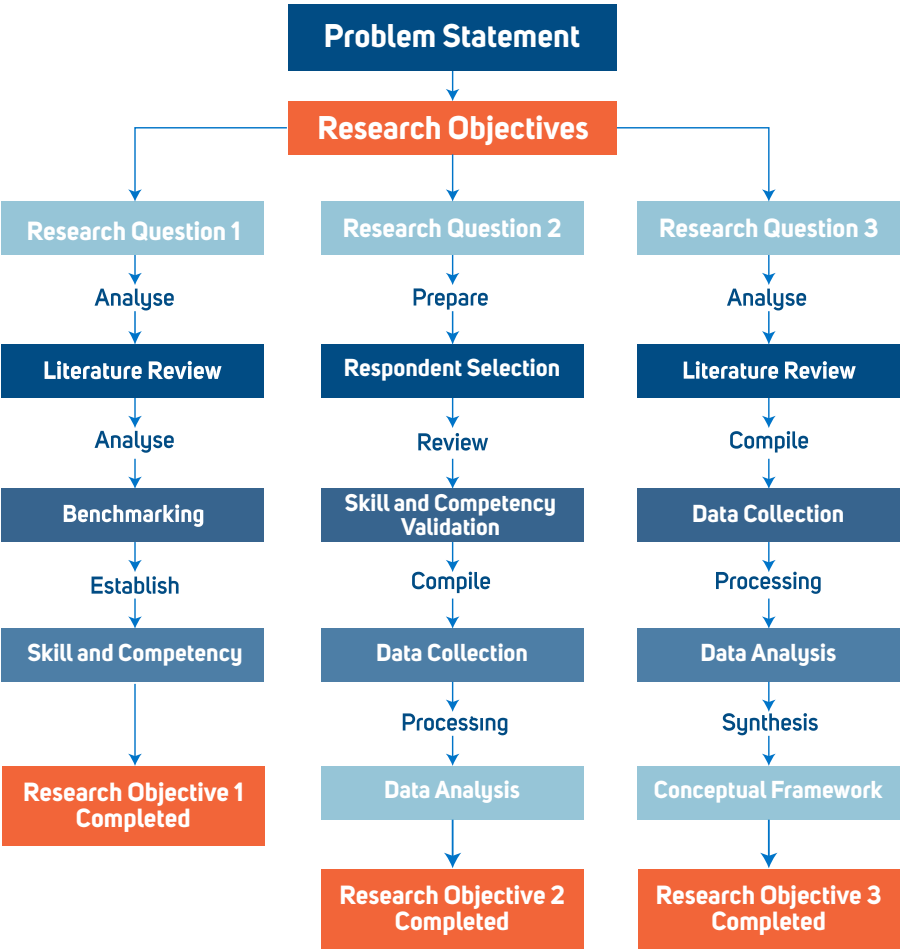 Problem Statement
Research Objectives
Research Question 1
Analyse
Literature Review
Analyse
Benchmarking
Establish
Skill and Competency
Research Objective 1
Completed
Research Question 2
Prepare
Respondent Selection
Review
Skill and Competency
Validation
Compile
Data Collection
Processing
Data Analysis
Research Objective 2
Completed
Research Question 3
Analyse
Literature Review
Compile
Data Collection
Processing
Data Analysis
Synthesis
Conceptual Framework
Research Objective 3
Completed